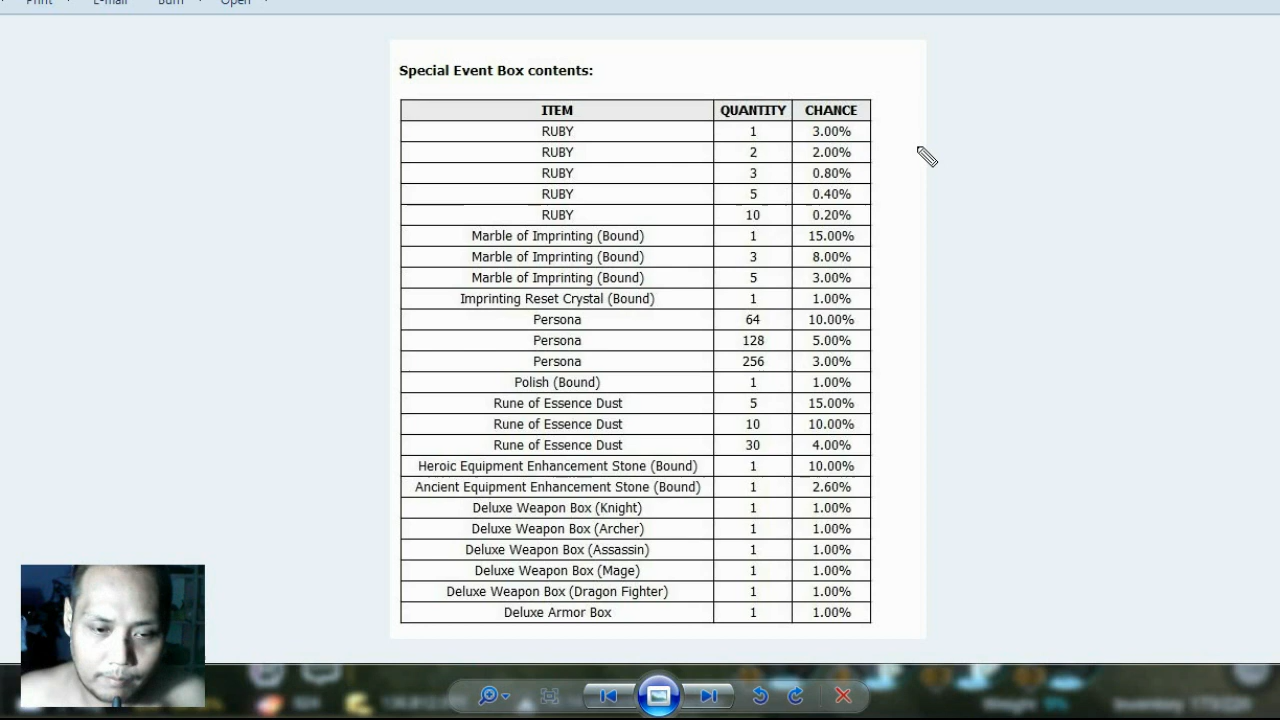 Print E-mail Burn Open
Special Event Box contents:
ITEM QUANTITY CHANCE
RUBY 1 3.00%
RUBY 2 2.00%
RUBY 3 0.80%
RUBY 5 0.40%
RUBY 10 0.20%
Marble of Imprinting (Bound) 1 15.00%
Marble of Imprinting (Bound) 3 8.00%
Marble of Imprinting (Bound) 5 3.00%
Imprinting Reset Crystal (Bound) 1 1.00%
Persona 64 10.00%
Persona 128 5.00%
Persona 256 3.00%
Polish (Bound) 1 1.00%
Rune of Essence Dust 5 15.00%
Rune of Essence Dust 10 10.00%
Rune of Essence Dust 30 4.00%
Heroic Equipment Enhancement Stone (Bound) 1 10.00%
Ancient Equipment Enhancement Stone (Bound) 1 2.60%
Deluxe Weapon Box (Knight) 1 1.00%
Deluxe Weapon Box (Archer) 1 1.00%
Deluxe Weapon Box (Assassin) 1 1.00%
Deluxe Weapon Box (Mage) 1 1.00%
Deluxe Weapon Box (Dragon Fighter) 1 1.00%
Deluxe Armor Box 1 1.00%
Weight